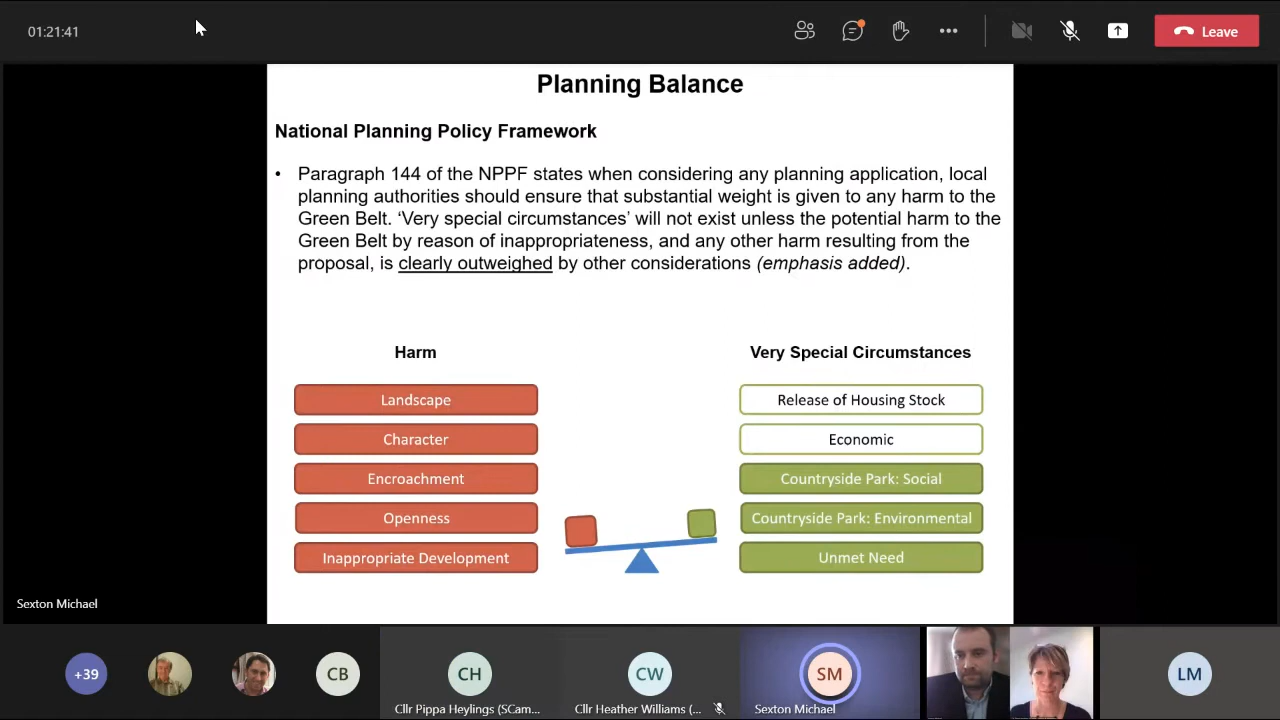 01:21:41
Leave
Planning Balance
National Planning Policy Framework
• Paragraph 144 of the NPPF states when considering any planning application, local
planning authorities should ensure that substantial weight is given to any harm to the
Green Belt. ‘Very special circumstances’ will not exist unless the potential harm to the
Green Belt by reason of inappropriateness, and any other harm resulting from the
proposal, is clearly outweighed by other considerations (emphasis added).
Harm
Landscape
Character
Encroachment
Openness
Inappropriate Development
Very Special Circumstances
Release of Housing Stock
Economic
Countryside Park: Social
Countryside Park: Environmental
Unmet Need
Sexton Michael
+39
CB
CH
Cllr Pippa Heylings (SCam...
CW
Cllr Heather Williams (...
SM
Sexton Michael
LM